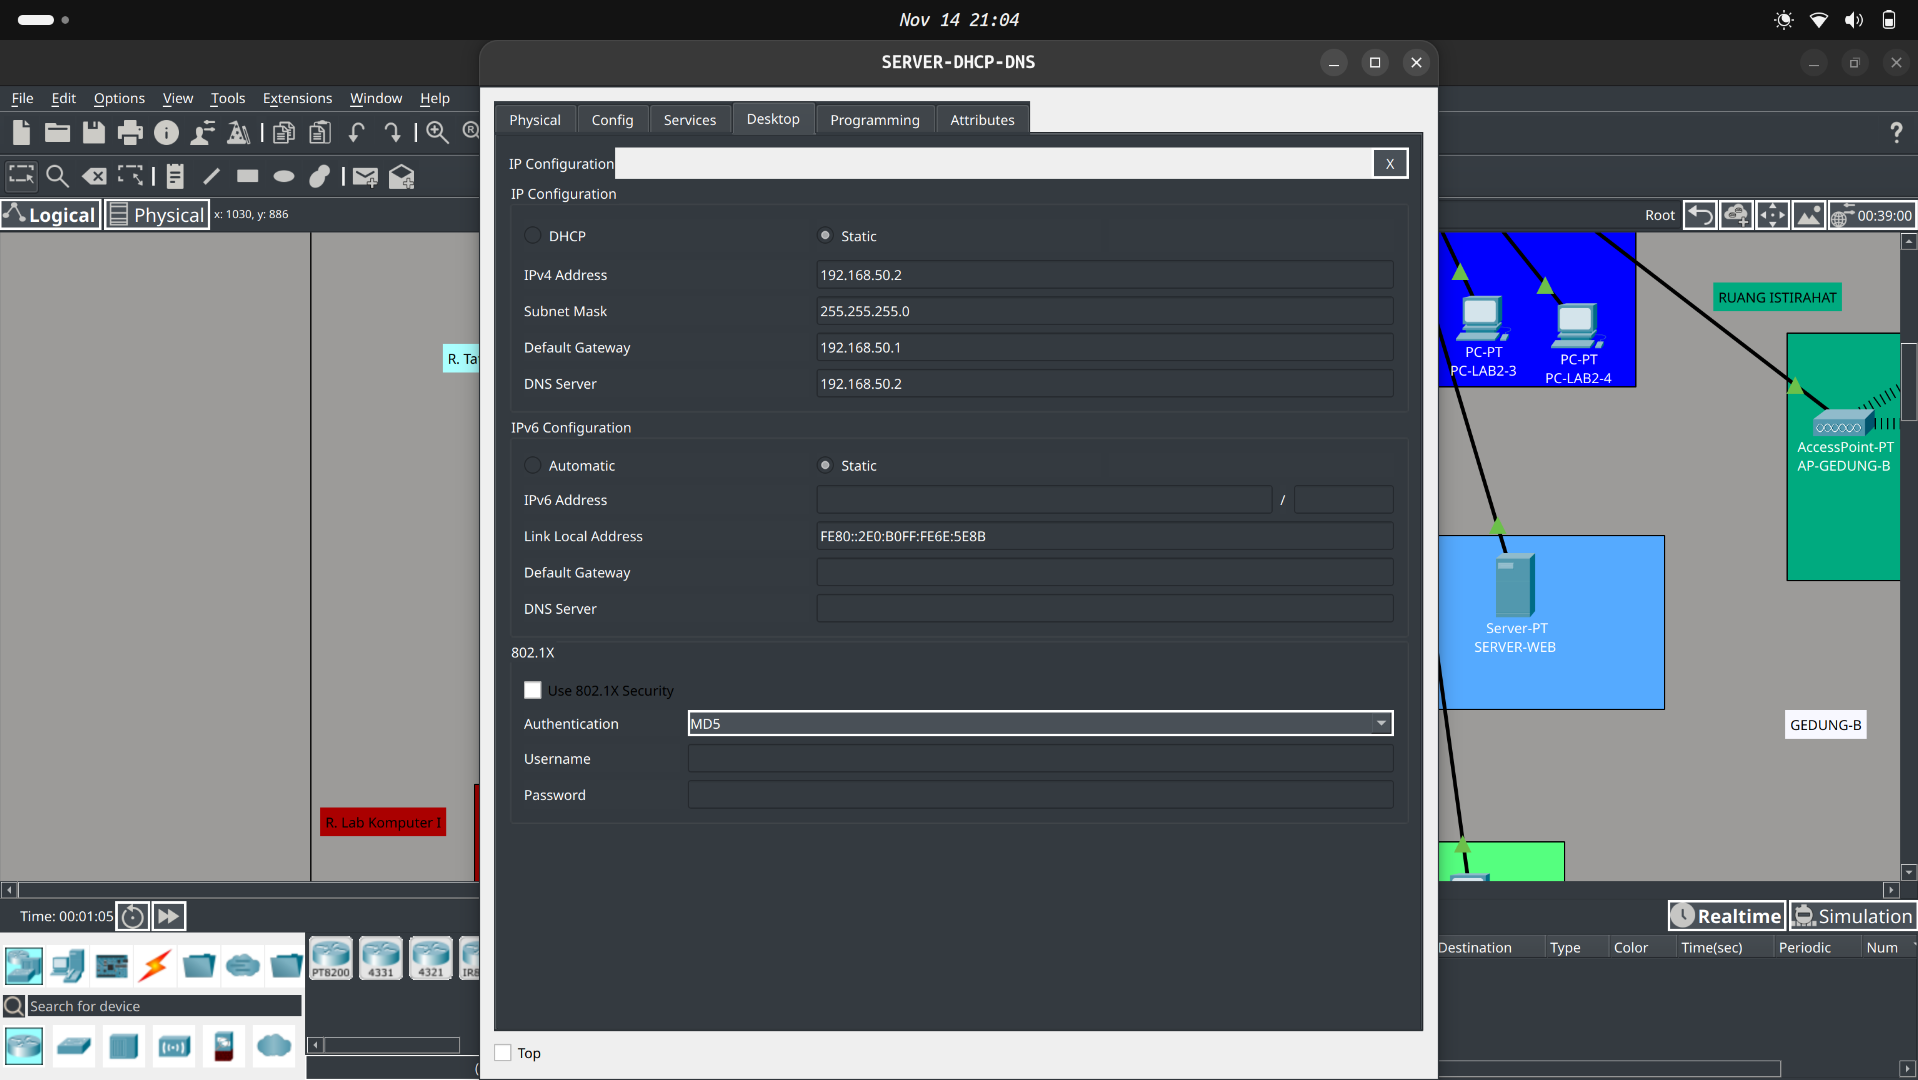 Nov 14 21:04
SERVER-DHCP-DNS
File Edit Options View Tools Extensions Window Help
Physical Config Services Desktop Programming Attributes
?
IP Configuration X
IP Configuration
Logical Physical x: 1030, y: 886
Root 00:39:00
DHCP Static
IPv4 Address 192.168.50.2
Subnet Mask 255.255.255.0
Default Gateway 192.168.50.1
DNS Server 192.168.50.2
IPv6 Configuration
Automatic Static
IPv6 Address /
Link Local Address FE80::2E0:B0FF:FE6E:5E8B
Default Gateway
DNS Server
802.1X
Use 802.1X Security
Authentication MD5
Username
Password
Top
R. Lab Komputer I
RUANG ISTIRAHAT
PC-PT
PC-LAB2-3
PC-PT
PC-LAB2-4
AccessPoint-PT
AP-GEDUNG-B
Server-PT
SERVER-WEB
GEDUNG-B
Time: 00:01:05
Realtime Simulation
PT8200 4331 4321
Destination Type Color Time(sec) Periodic Num
Search for device